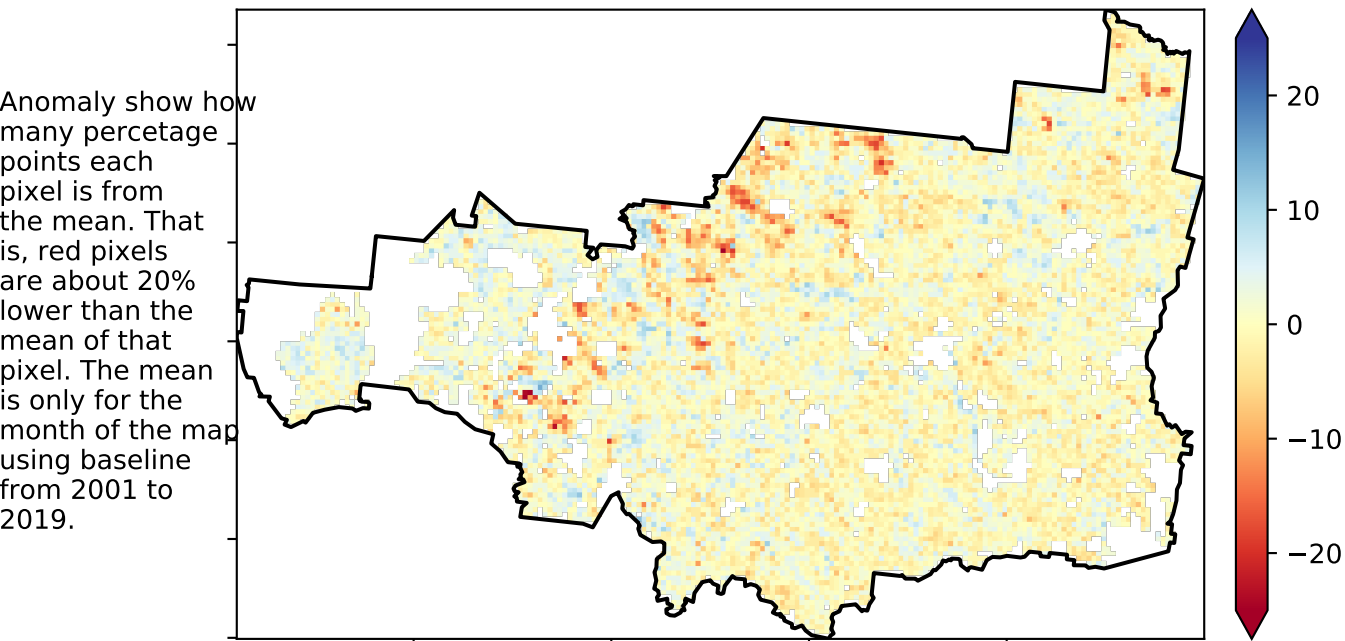 Anomaly show how
many percetage
points each
pixel is from
the mean. That
is, red pixels
are about 20%
lower than the
mean of that
pixel. The mean
is only for the
month of the map
using baseline
from 2001 to
2019.
20
10
0
−10
−20